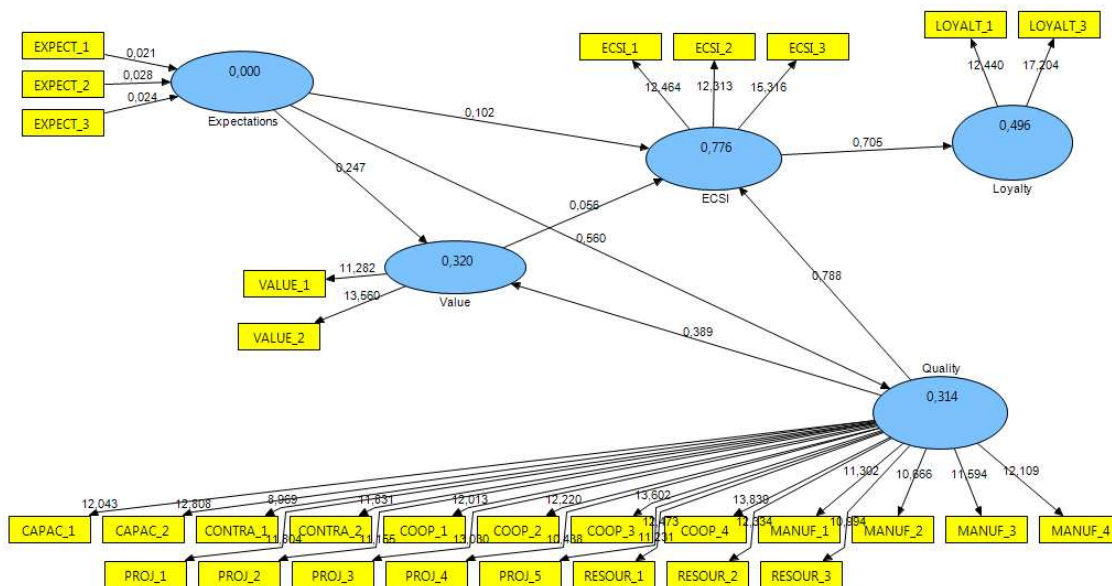 LOYALT_1
LOYALT_3
ECSI_1
ECSI_2
ECSI_3
EXPECT_1
0,021
EXPECT_2
0,028
EXPECT_3
0,024
0,000
Expectations
12,464
12,313
15,316
12,440
17,204
0,102
0,776
ECSI
0,705
0,496
Loyalty
0,247
0,056
0,560
0,320
Value
11,282
VALUE_1
13,560
VALUE_2
0,788
0,389
Quality
0,314
12,043
12,808
8,969
11,831
12,013
12,220
13,602
12,473
13,839
12,334
11,302
10,994
10,666
11,594
12,109
CAPAC_1
CAPAC_2
CONTRA_1
CONTRA_2
COOP_1
COOP_2
COOP_3
COOP_4
MANUF_1
MANUF_2
MANUF_3
MANUF_4
11,155
13,080
10,438
11,231
PROJ_1
PROJ_2
PROJ_3
PROJ_4
PROJ_5
RESOUR_1
RESOUR_2
RESOUR_3